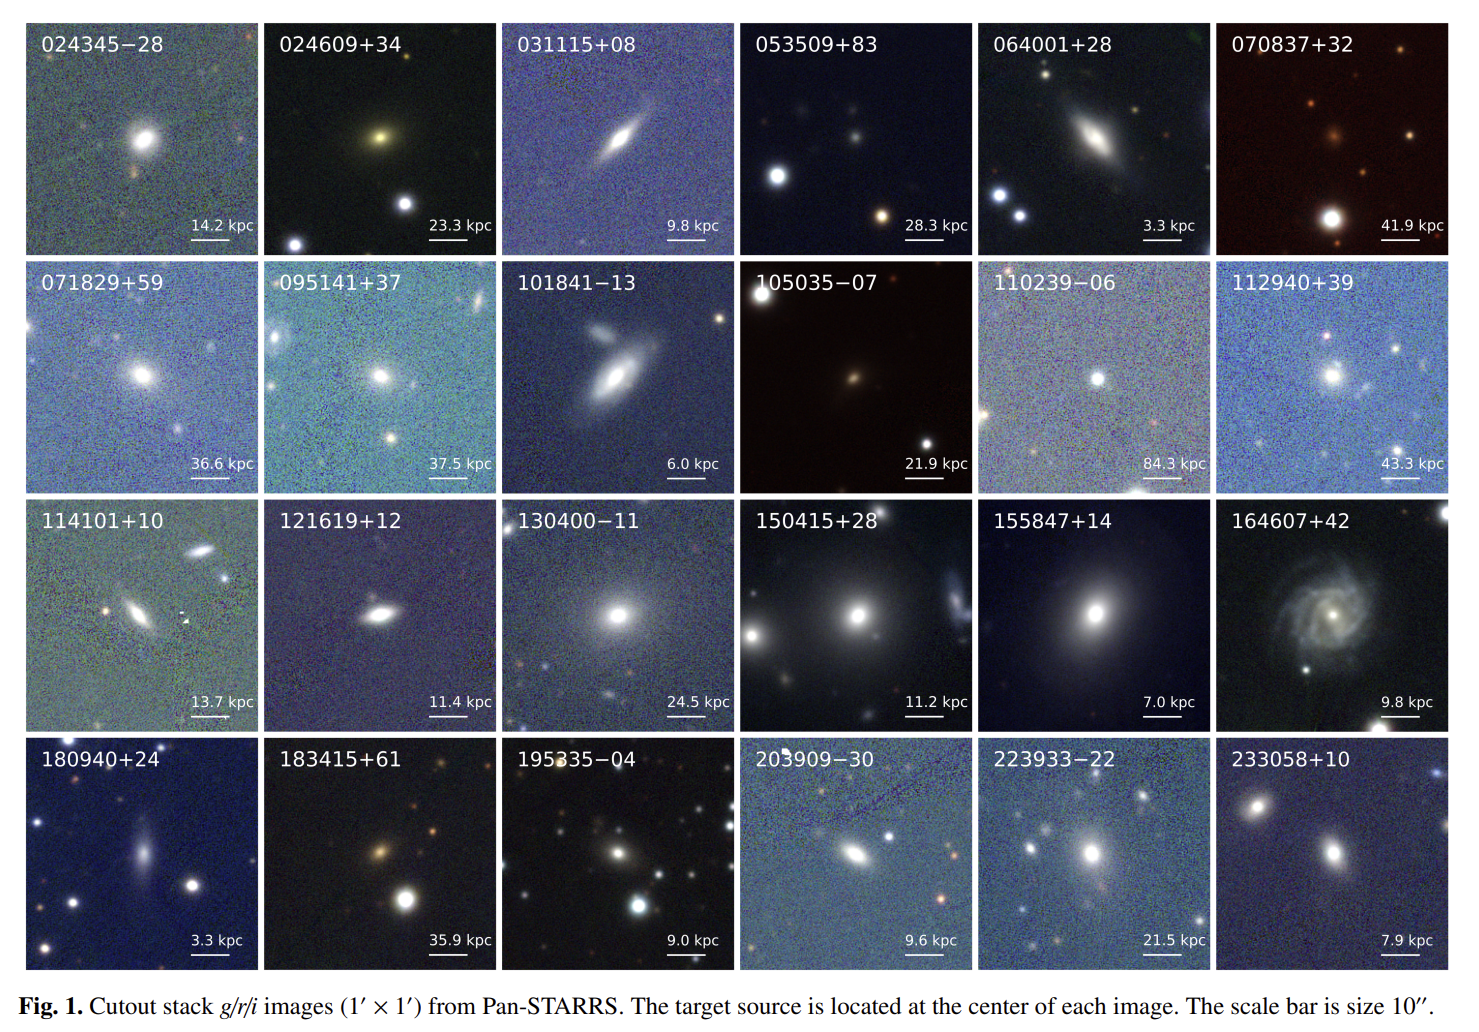 024345−28
024609+34
031115+08
053509+83
064001+28
070837+32
14.2 kpc
23.3 kpc
9.8 kpc
28.3 kpc
3.3 kpc
41.9 kpc
071829+59
095141+37
101841−13
105035−07
110239−06
112940+39
36.6 kpc
37.5 kpc
6.0 kpc
21.9 kpc
84.3 kpc
43.3 kpc
114101+10
121619+12
130400−11
150415+28
155847+14
164607+42
13.7 kpc
11.4 kpc
24.5 kpc
11.2 kpc
7.0 kpc
9.8 kpc
180940+24
183415+61
195335−04
203909−30
223933−22
233058+10
3.3 kpc
35.9 kpc
9.0 kpc
9.6 kpc
21.5 kpc
7.9 kpc
Fig. 1. Cutout stack g/r/i images (1′ × 1′) from Pan-STARRS. The target source is located at the center of each image. The scale bar is size 10′′.